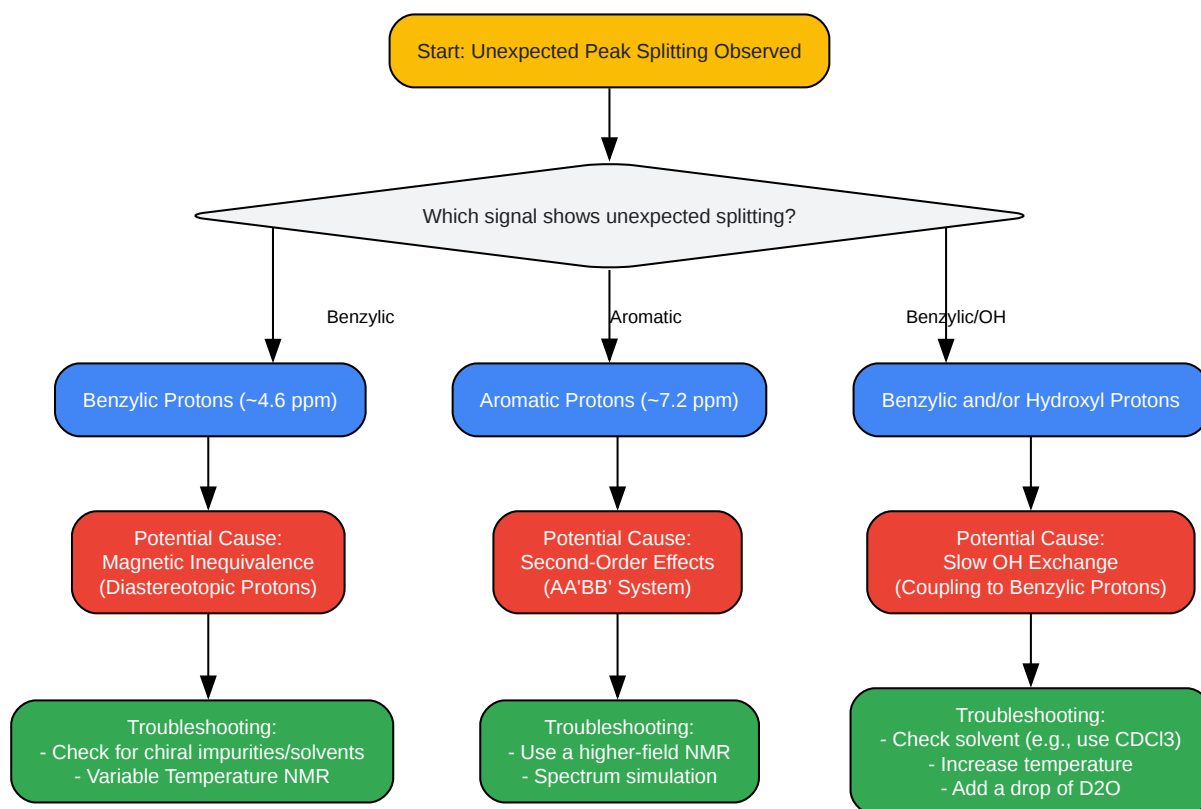 Start: Unexpected Peak Splitting Observed
Which signal shows unexpected splitting?
Benzylic
Aromatic
Benzylic/OH
Benzylic Protons (~4.6 ppm)
Aromatic Protons (~7.2 ppm)
Benzylic and/or Hydroxyl Protons
Potential Cause:
Magnetic Inequivalence
(Diastereotopic Protons)
Potential Cause:
Second-Order Effects
(AA'BB' System)
Potential Cause:
Slow OH Exchange
(Coupling to Benzylic Protons)
Troubleshooting:
- Check for chiral impurities/solvents
- Variable Temperature NMR
Troubleshooting:
- Use a higher-field NMR
- Spectrum simulation
Troubleshooting:
- Check solvent (e.g., use CDCl3)
- Increase temperature
- Add a drop of D2O